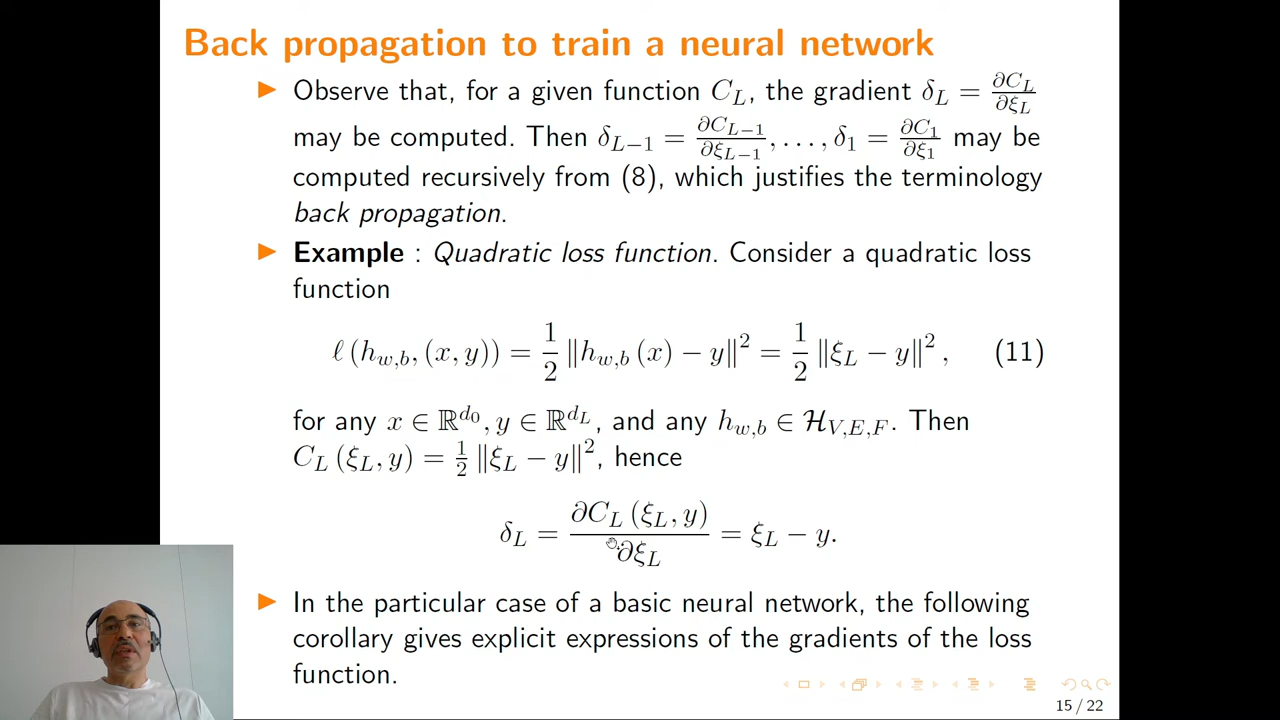 Back propagation to train a neural network
Observe that, for a given function C_L, the gradient δ_L = ∂C_L/∂ξ_L
may be computed. Then δ_{L−1} = ∂C_{L−1}/∂ξ_{L−1}, . . . , δ_1 = ∂C_1/∂ξ_1 may be
computed recursively from (8), which justifies the terminology
back propagation.
Example : Quadratic loss function. Consider a quadratic loss
function
ℓ (h_{w,b}, (x, y)) = 1/2 ‖h_{w,b} (x) − y‖² = 1/2 ‖ξ_L − y‖² , (11)
for any x ∈ ℝ^{d_0}, y ∈ ℝ^{d_L}, and any h_{w,b} ∈ ℋ_{V,E,F}. Then
C_L (ξ_L, y) = 1/2 ‖ξ_L − y‖², hence
δ_L = ∂C_L (ξ_L, y)/∂ξ_L = ξ_L − y.
In the particular case of a basic neural network, the following
corollary gives explicit expressions of the gradients of the loss
function.
15 / 22